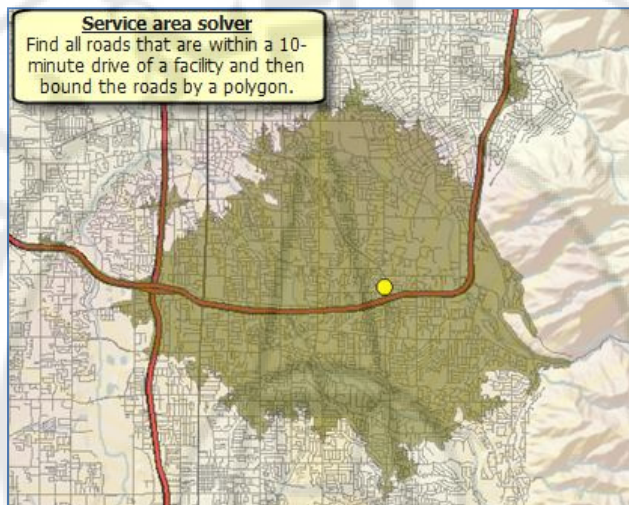 Service area solver
Find all roads that are within a 10-
minute drive of a facility and then
bound the roads by a polygon.